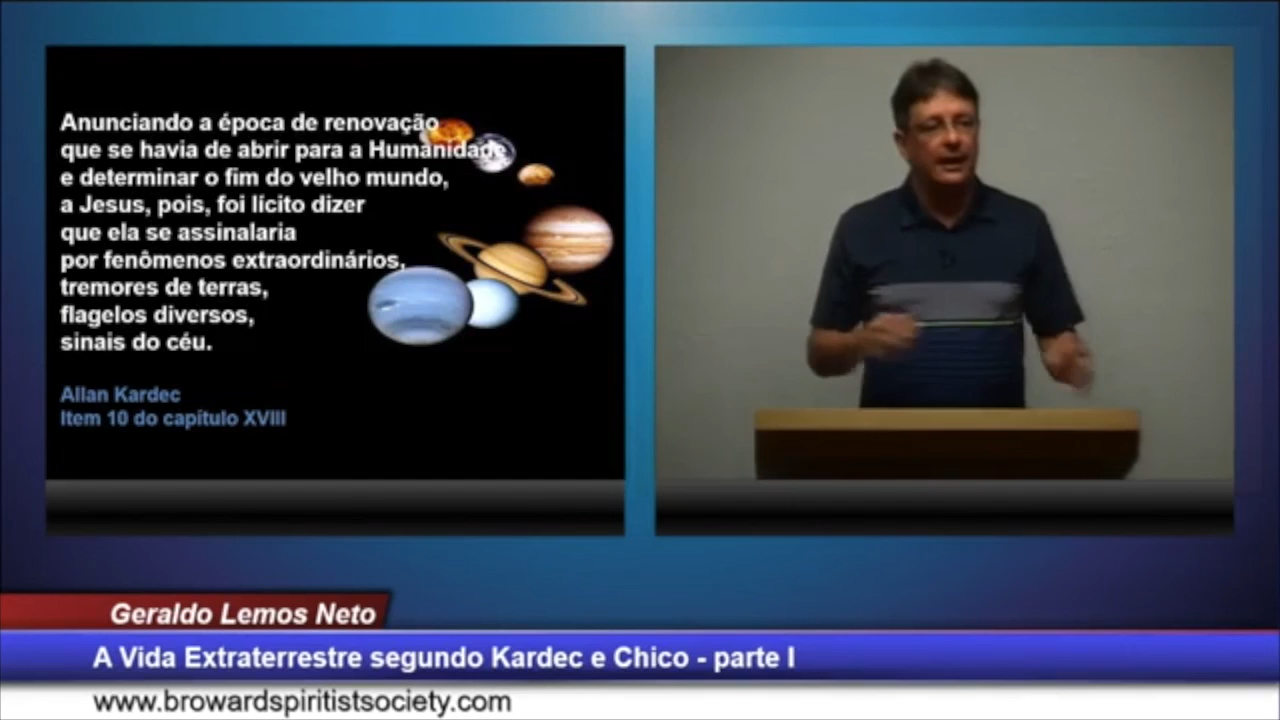 Anunciando a época de renovação
que se havia de abrir para a Humanidade
e determinar o fim do velho mundo,
a Jesus, pois, foi lícito dizer
que ela se assinalaria
por fenômenos extraordinários,
tremores de terras,
flagelos diversos,
sinais do céu.
Allan Kardec
Item 10 do capítulo XVIII
Geraldo Lemos Neto
A Vida Extraterrestre segundo Kardec e Chico - parte I
www.browardspiritistsociety.com